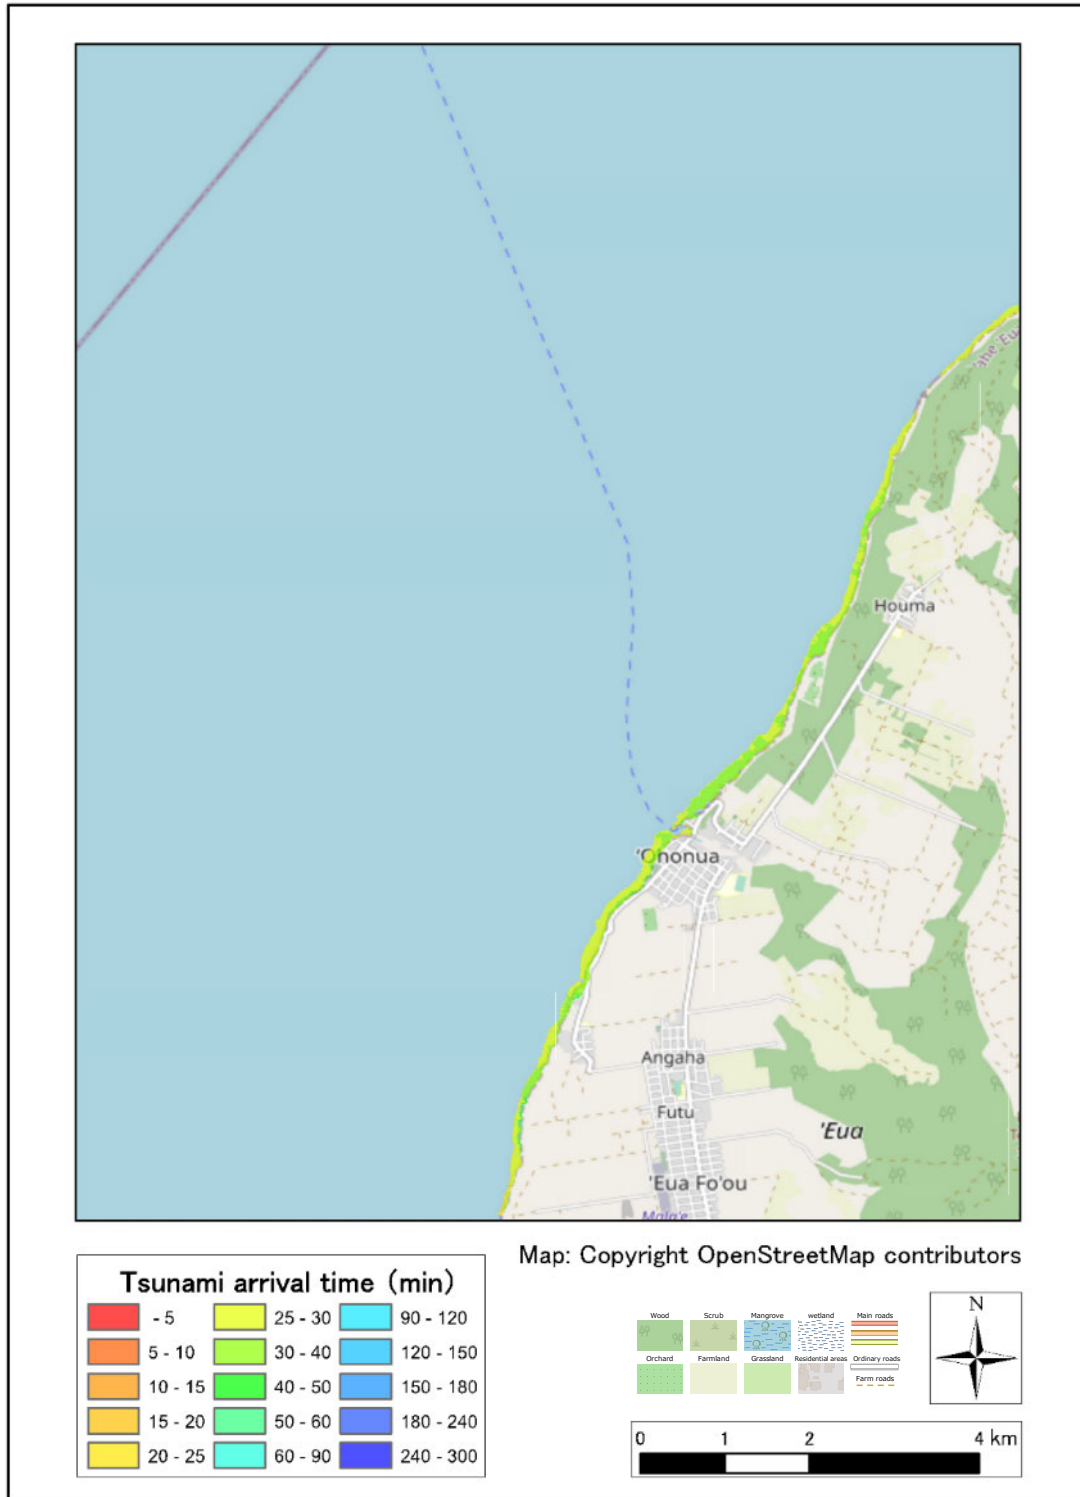 Houma
'Ononua
Angaha
Futu
'Eua
'Eua Fo'ou
Mala'e
Map: Copyright OpenStreetMap contributors
Tsunami arrival time (min)
- 5
25 - 30
90 - 120
5 - 10
30 - 40
120 - 150
10 - 15
40 - 50
150 - 180
15 - 20
50 - 60
180 - 240
20 - 25
60 - 90
240 - 300
Wood
Scrub
Mangrove
wetland
Main roads
Orchard
Farmland
Grassland
Residential areas
Ordinary roads
Farm roads
N
0 1 2 4 km